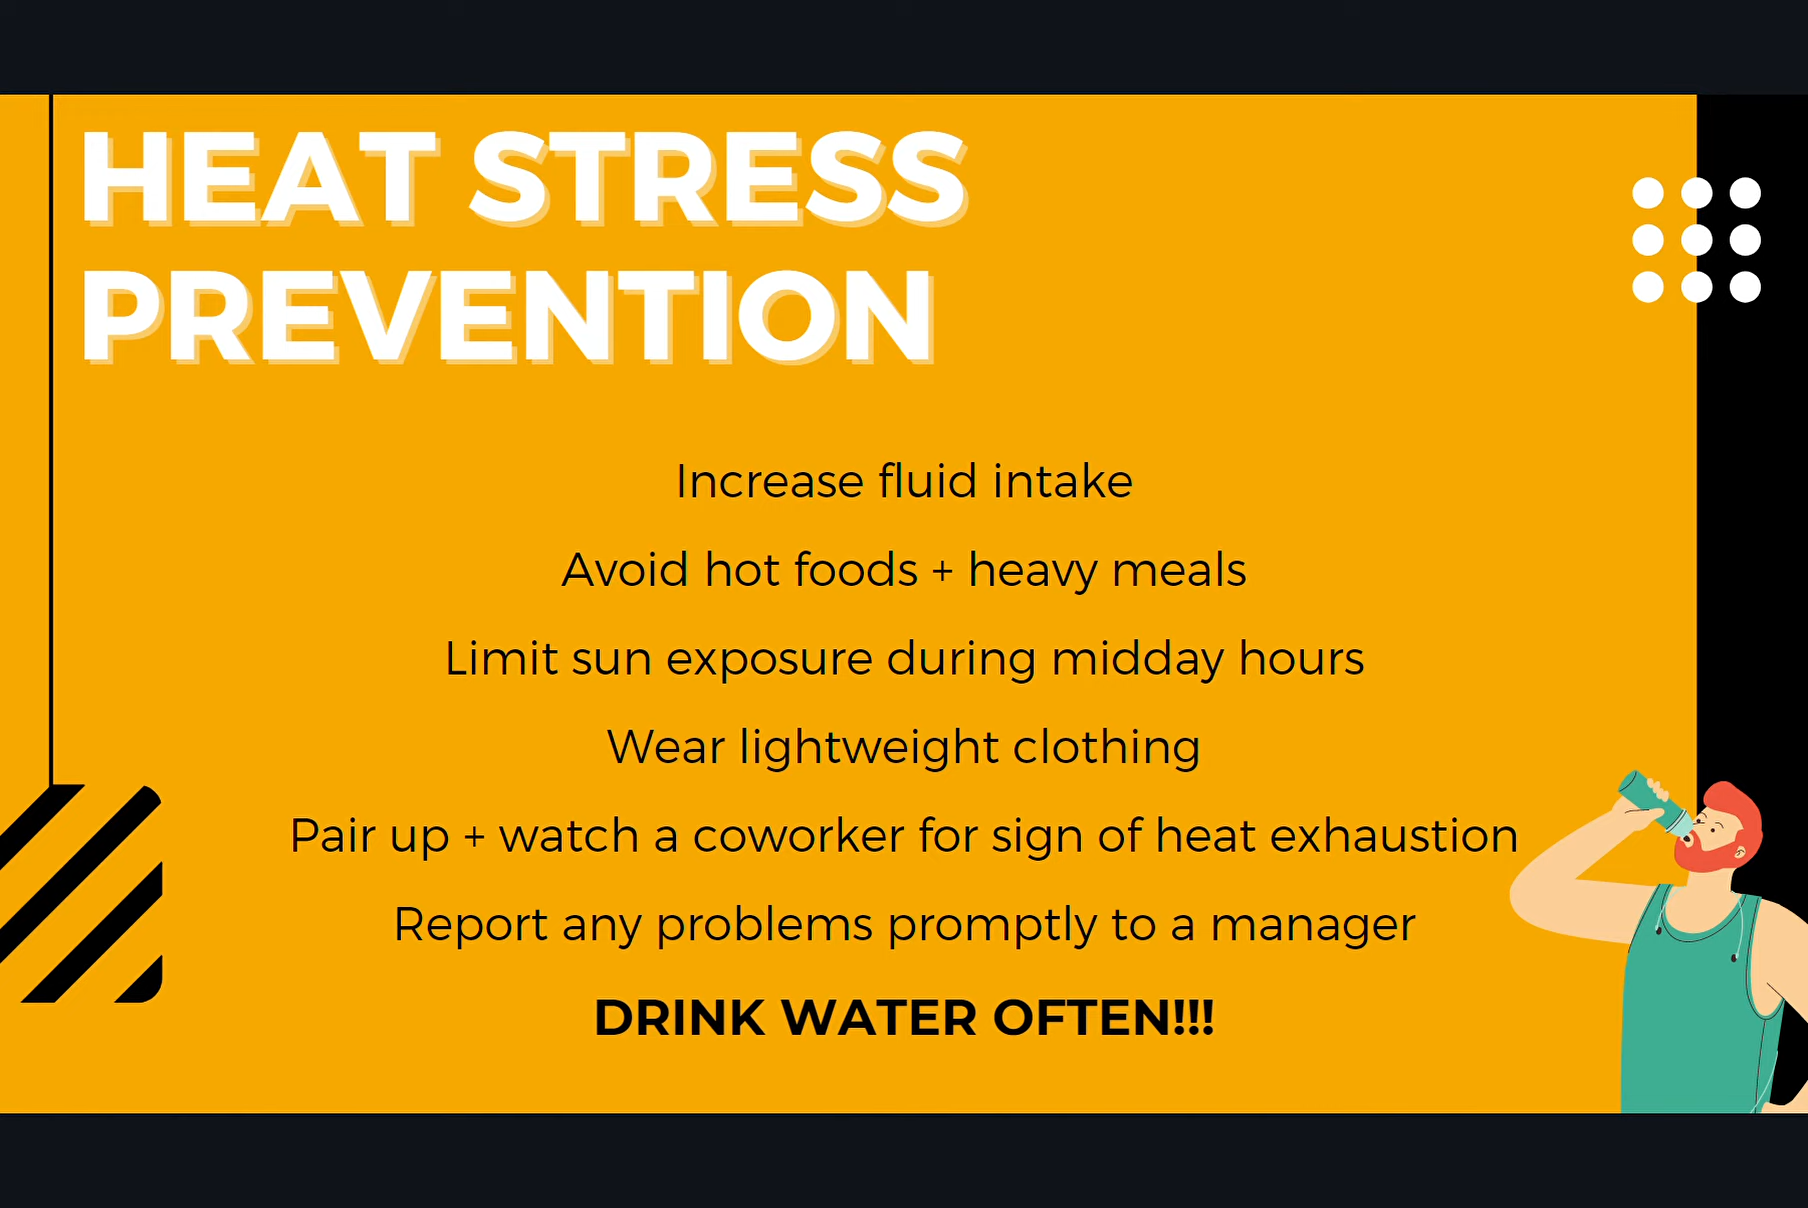 HEAT STRESS
PREVENTION
Increase fluid intake
Avoid hot foods + heavy meals
Limit sun exposure during midday hours
Wear lightweight clothing
Pair up + watch a coworker for sign of heat exhaustion
Report any problems promptly to a manager
DRINK WATER OFTEN!!!